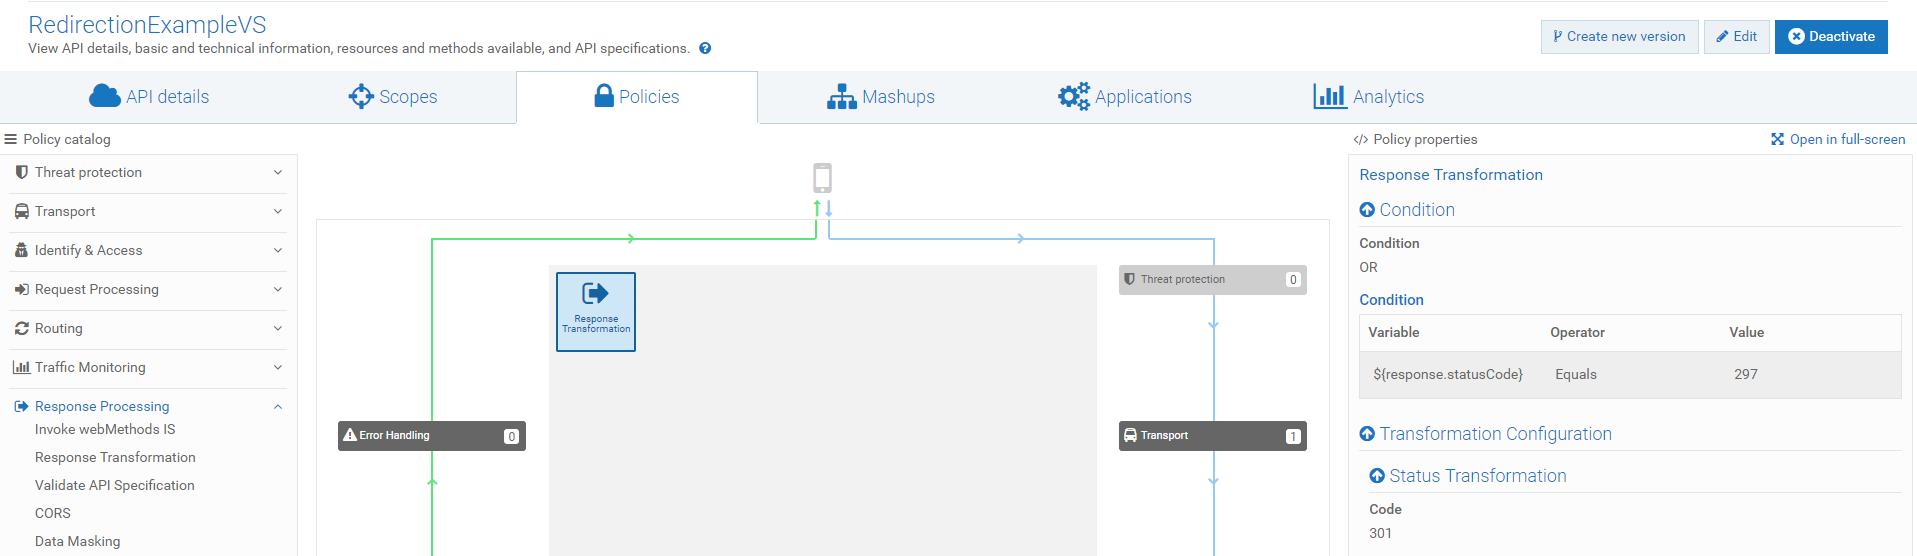 RedirectionExampleVS
View API details, basic and technical information, resources and methods available, and API specifications.
Create new version
Edit
Deactivate
API details
Scopes
Policies
Mashups
Applications
Analytics
Policy catalog
Threat protection
Transport
Identify & Access
Request Processing
Routing
Traffic Monitoring
Response Processing
Invoke webMethods IS
Response Transformation
Validate API Specification
CORS
Data Masking
Response
Transformation
Threat protection 0
Error Handling 0
Transport 1
</> Policy properties
Open in full-screen
Response Transformation
Condition
Condition
OR
Condition
Variable Operator Value
${response.statusCode} Equals 297
Transformation Configuration
Status Transformation
Code
301